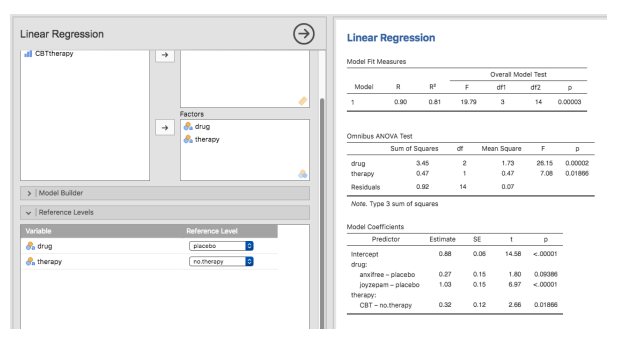 Linear Regression
CBTtherapy
Factors
drug
therapy
Model Builder
Reference Levels
Variable Reference Level
drug placebo
therapy no.therapy
Linear Regression
Model Fit Measures
Overall Model Test
Model R R² F df1 df2 p
1 0.90 0.81 19.79 3 14 0.00003
Omnibus ANOVA Test
Sum of Squares df Mean Square F p
drug 3.45 2 1.73 26.15 0.00002
therapy 0.47 1 0.47 7.08 0.01866
Residuals 0.92 14 0.07
Note. Type 3 sum of squares
Model Coefficients
Predictor Estimate SE t p
Intercept 0.88 0.06 14.58 <.00001
drug:
anxifree – placebo 0.27 0.15 1.80 0.09386
joyzepam – placebo 1.03 0.15 6.97 <.00001
therapy:
CBT – no.therapy 0.32 0.12 2.66 0.01866